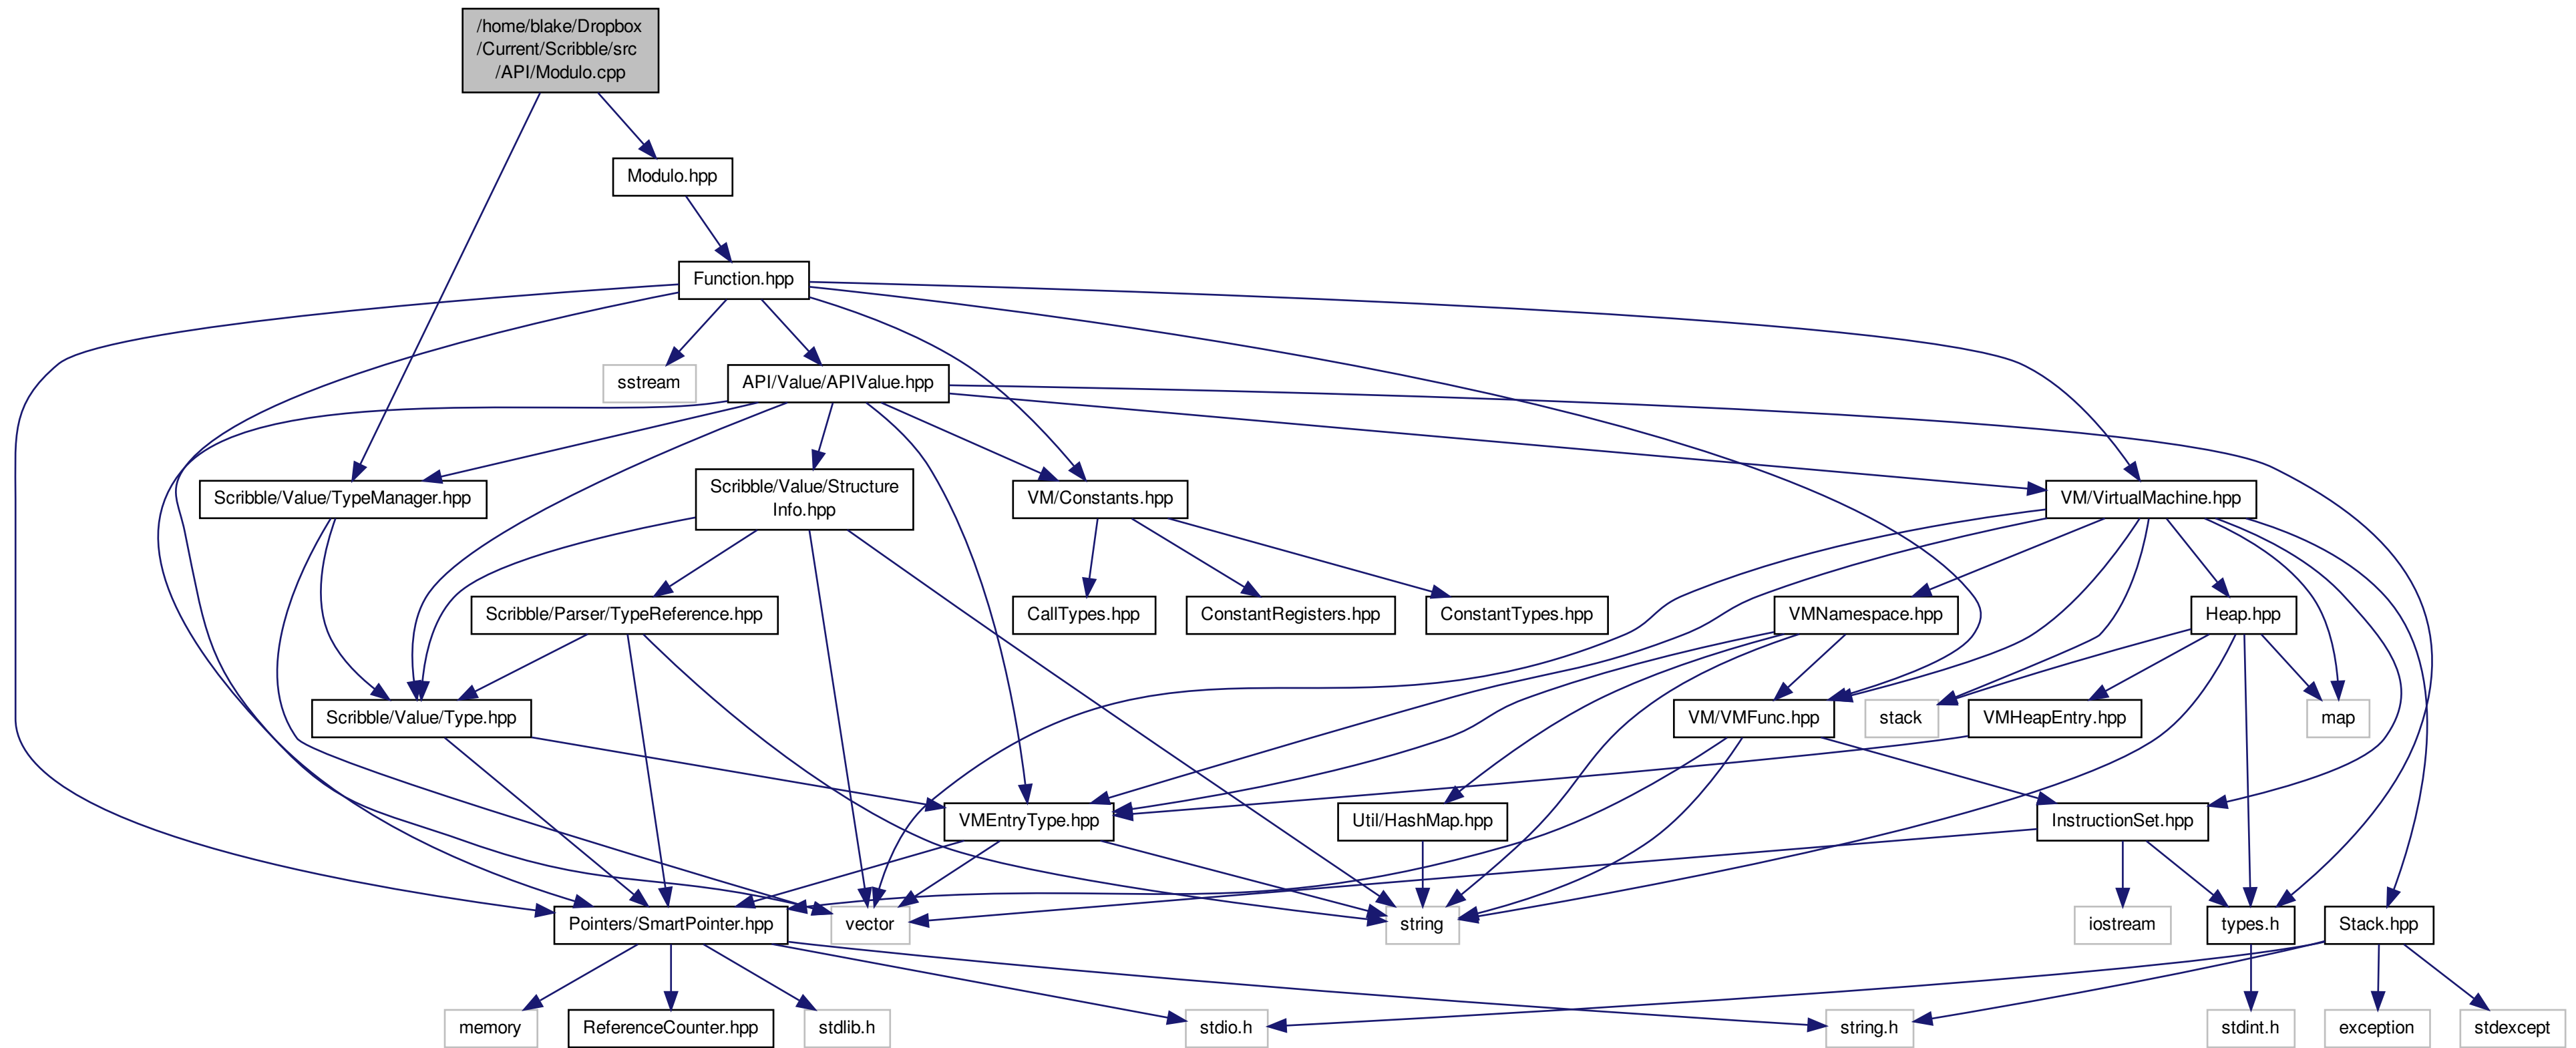 /home/blake/Dropbox
/Current/Scribble/src
/API/Modulo.cpp
Modulo.hpp
Function.hpp
sstream
API/Value/APIValue.hpp
Scribble/Value/TypeManager.hpp
Scribble/Value/Structure
Info.hpp
VM/Constants.hpp
VM/VirtualMachine.hpp
Scribble/Parser/TypeReference.hpp
CallTypes.hpp
ConstantRegisters.hpp
ConstantTypes.hpp
VMNamespace.hpp
Heap.hpp
Scribble/Value/Type.hpp
VM/VMFunc.hpp
stack
VMHeapEntry.hpp
map
VMEntryType.hpp
Util/HashMap.hpp
InstructionSet.hpp
Pointers/SmartPointer.hpp
vector
string
iostream
types.h
Stack.hpp
memory
ReferenceCounter.hpp
stdlib.h
stdio.h
string.h
stdint.h
exception
stdexcept